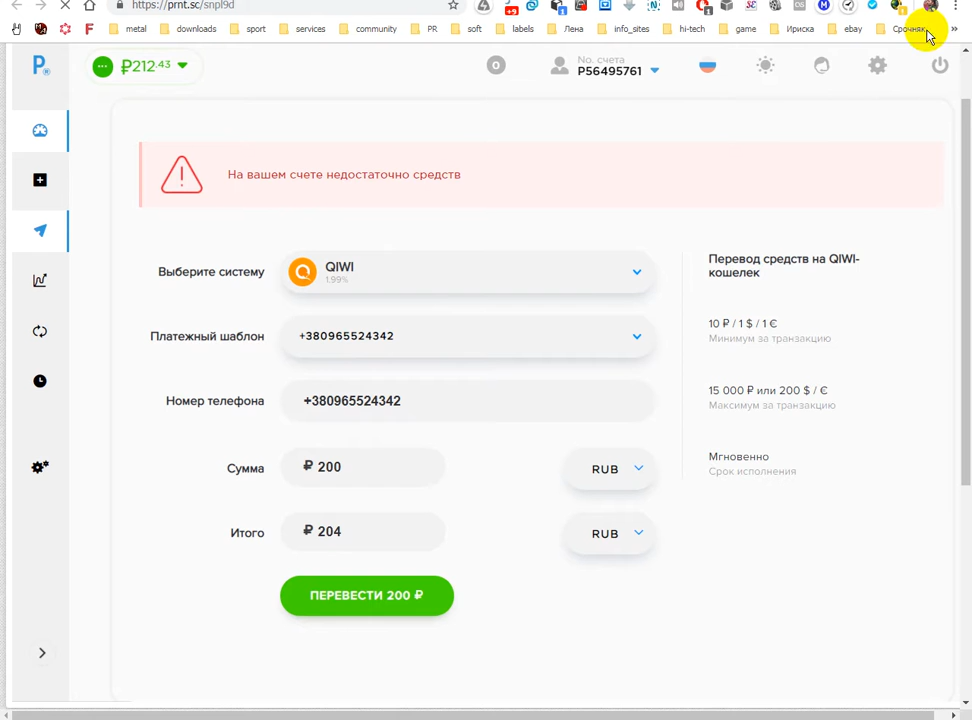 https://prnt.sc/snpl9d
metal downloads sport services community PR soft labels Лена info_sites hi-tech game Ириска ebay Срочняк
₽212.43
0
No. счета
P56495761
На вашем счете недостаточно средств
Выберите систему
QIWI
1.99%
Платежный шаблон
+380965524342
Номер телефона
+380965524342
Сумма
₽ 200
RUB
Итого
₽ 204
RUB
ПЕРЕВЕСТИ 200 ₽
Перевод средств на QIWI-
кошелек
10 ₽ / 1 $ / 1 €
Минимум за транзакцию
15 000 ₽ или 200 $ / €
Максимум за транзакцию
Мгновенно
Срок исполнения